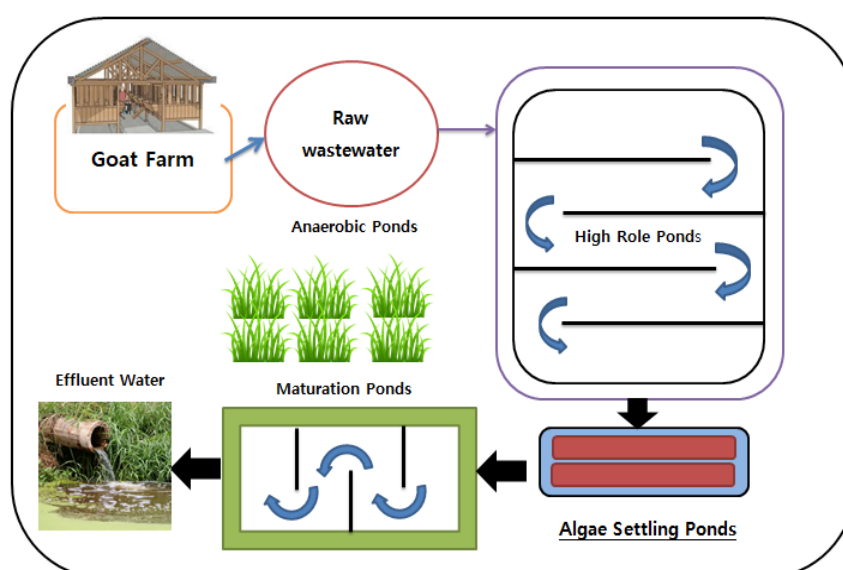 Goat Farm
Raw
wastewater
Anaerobic Ponds
High Role Ponds
Effluent Water
Maturation Ponds
Algae Settling Ponds